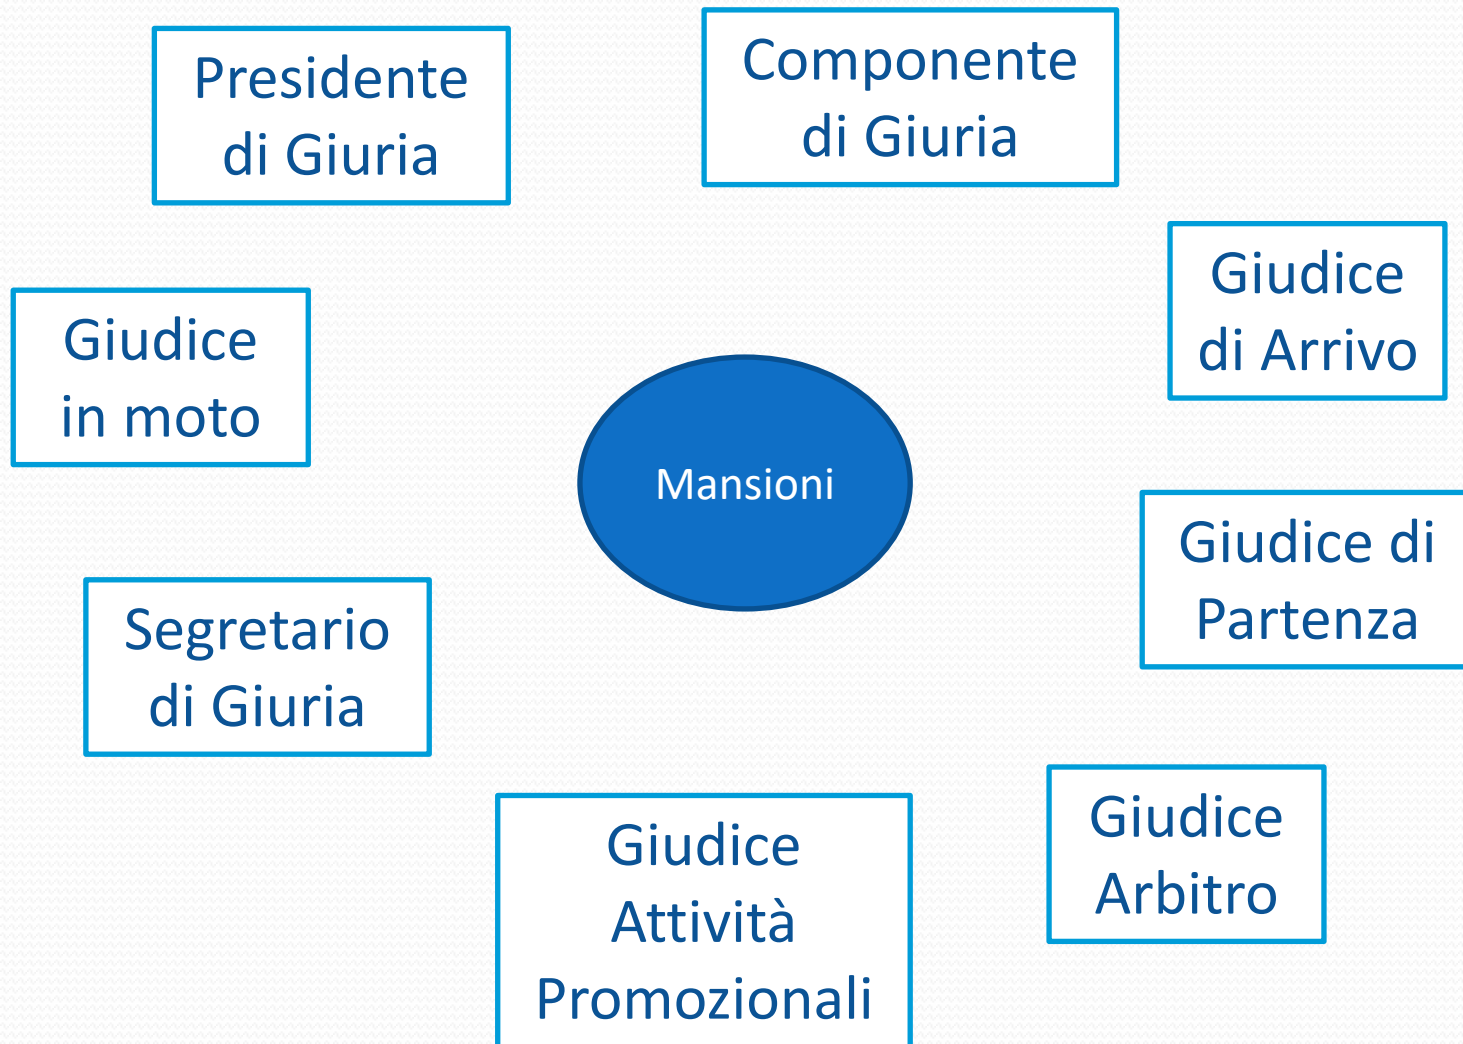 Presidente
di Giuria
Componente
di Giuria
Giudice
di Arrivo
Giudice
in moto
Mansioni
Giudice di
Partenza
Segretario
di Giuria
Giudice
Arbitro
Giudice
Attività
Promozionali